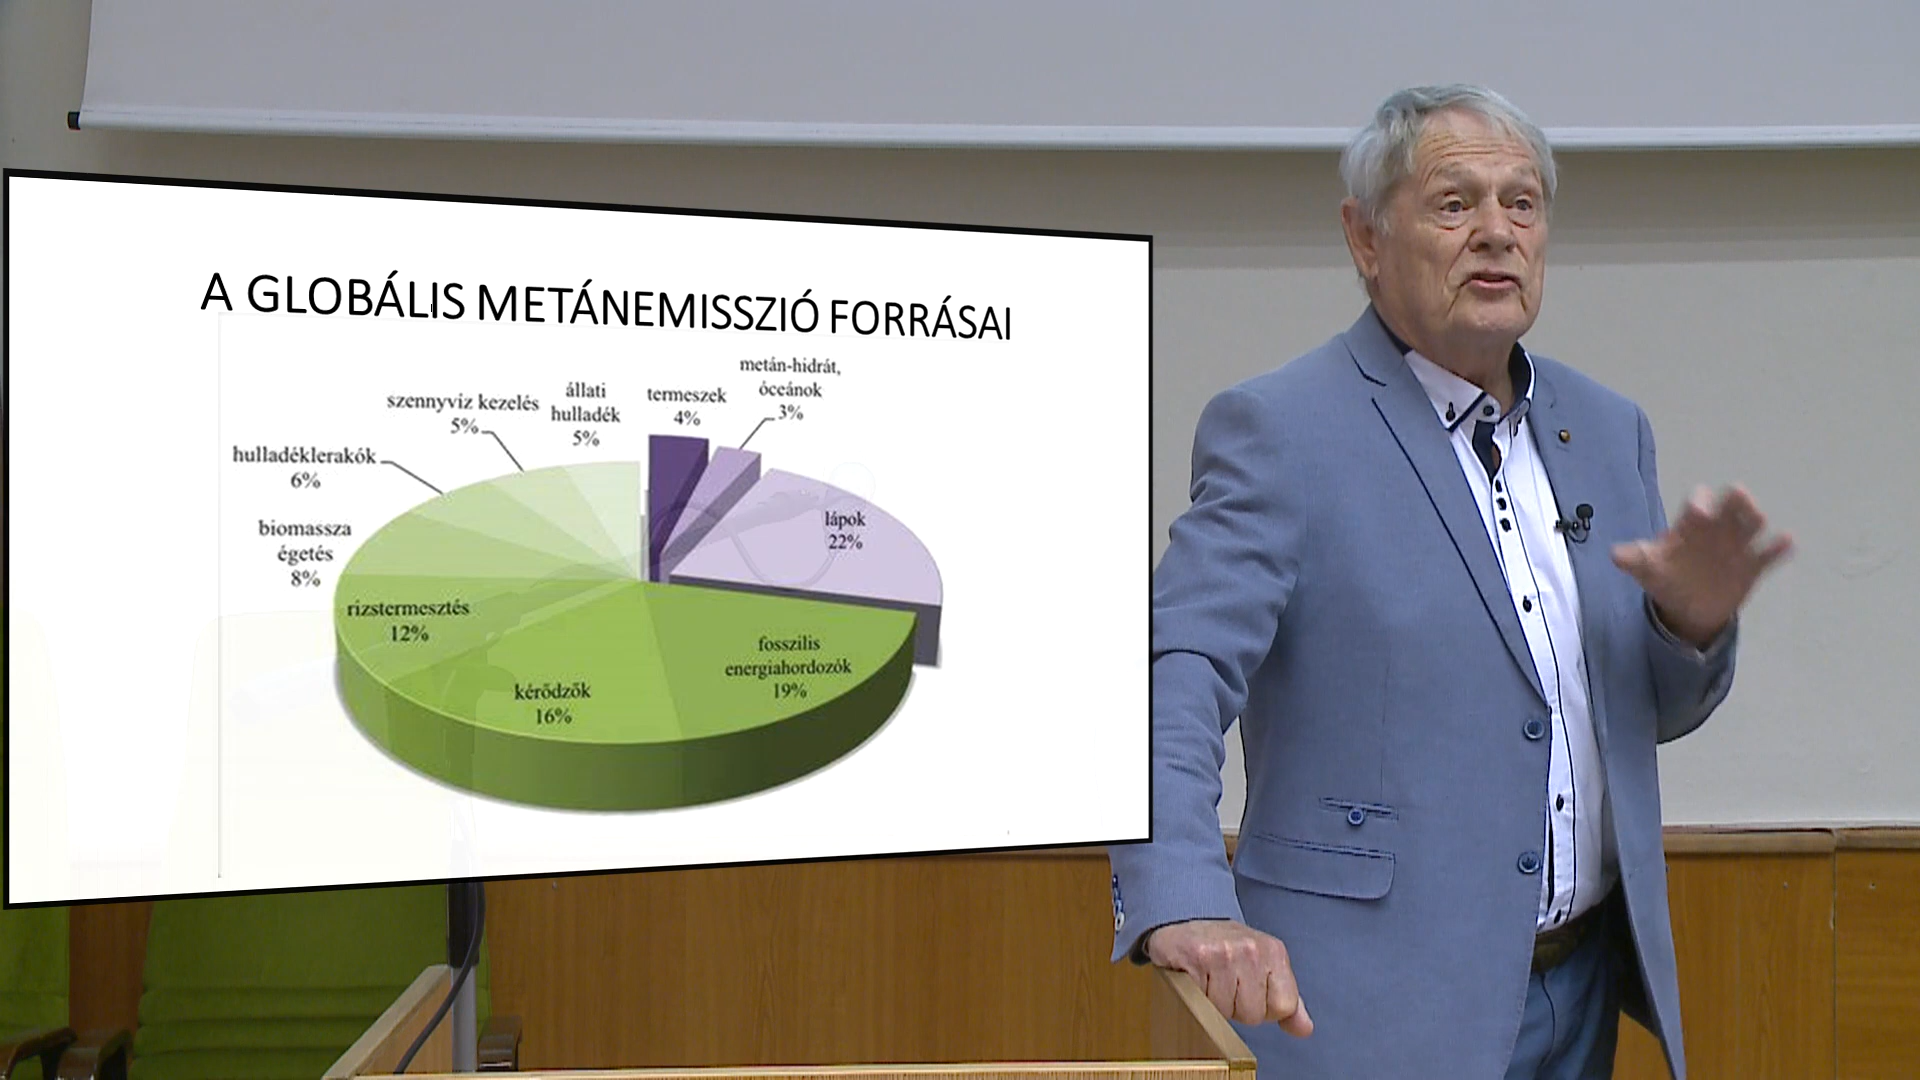 A GLOBÁLIS METÁNEMISSZIÓ FORRÁSAI
metán-hidrát,
óceánok
3%
termeszek
4%
állati
hulladék
5%
szennyvíz kezelés
5%
hulladéklerakók
6%
biomassza
égetés
8%
rizstermesztés
12%
kérődzők
16%
fosszilis
energiahordozók
19%
lápok
22%